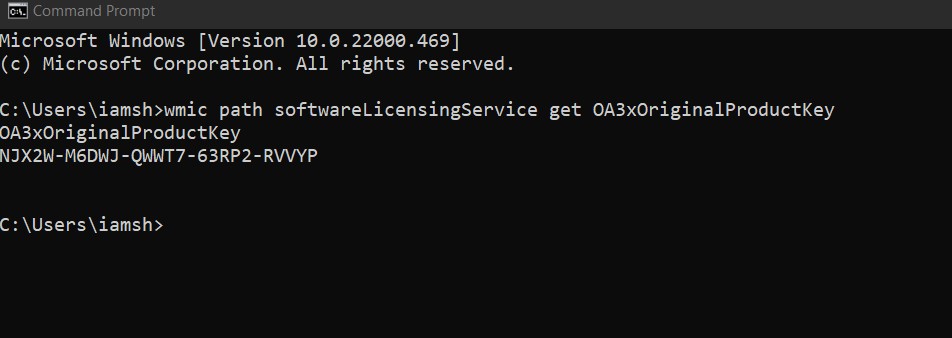 Command Prompt
Microsoft Windows [Version 10.0.22000.469]
(c) Microsoft Corporation. All rights reserved.
C:\Users\iamsh>wmic path softwareLicensingService get OA3xOriginalProductKey
OA3xOriginalProductKey
NJX2W-M6DWJ-QWWT7-63RP2-RVVYP
C:\Users\iamsh>